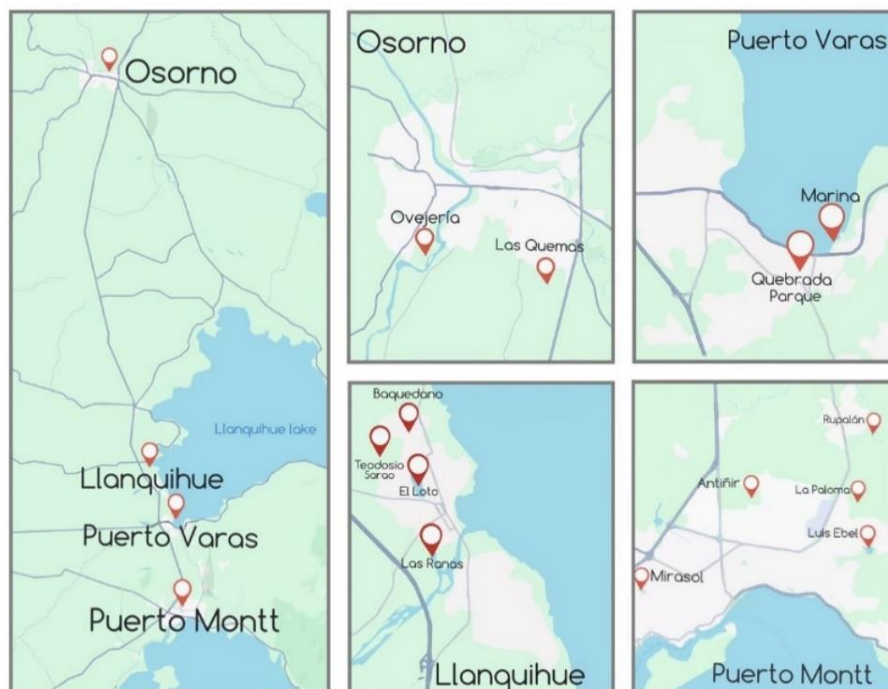 Osorno
Llanquihue lake
Llanquihue
Puerto Varas
Puerto Montt
Osorno
Ovejería
Las Quemas
Puerto Varas
Marina
Quebrada
Parque
Baquedano
Teodosio
Sarao
El Loto
Las Ranas
Llanquihue
Rupalán
Antiñir
La Paloma
Luis Ebel
Mirasol
Puerto Montt